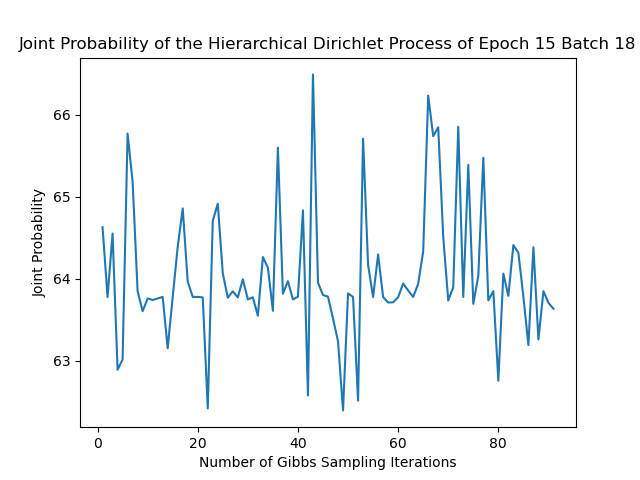 Joint Probability of the Hierarchical Dirichlet Process of Epoch 15 Batch 18
66
65
64
63
Joint Probability
0 20 40 60 80
Number of Gibbs Sampling Iterations